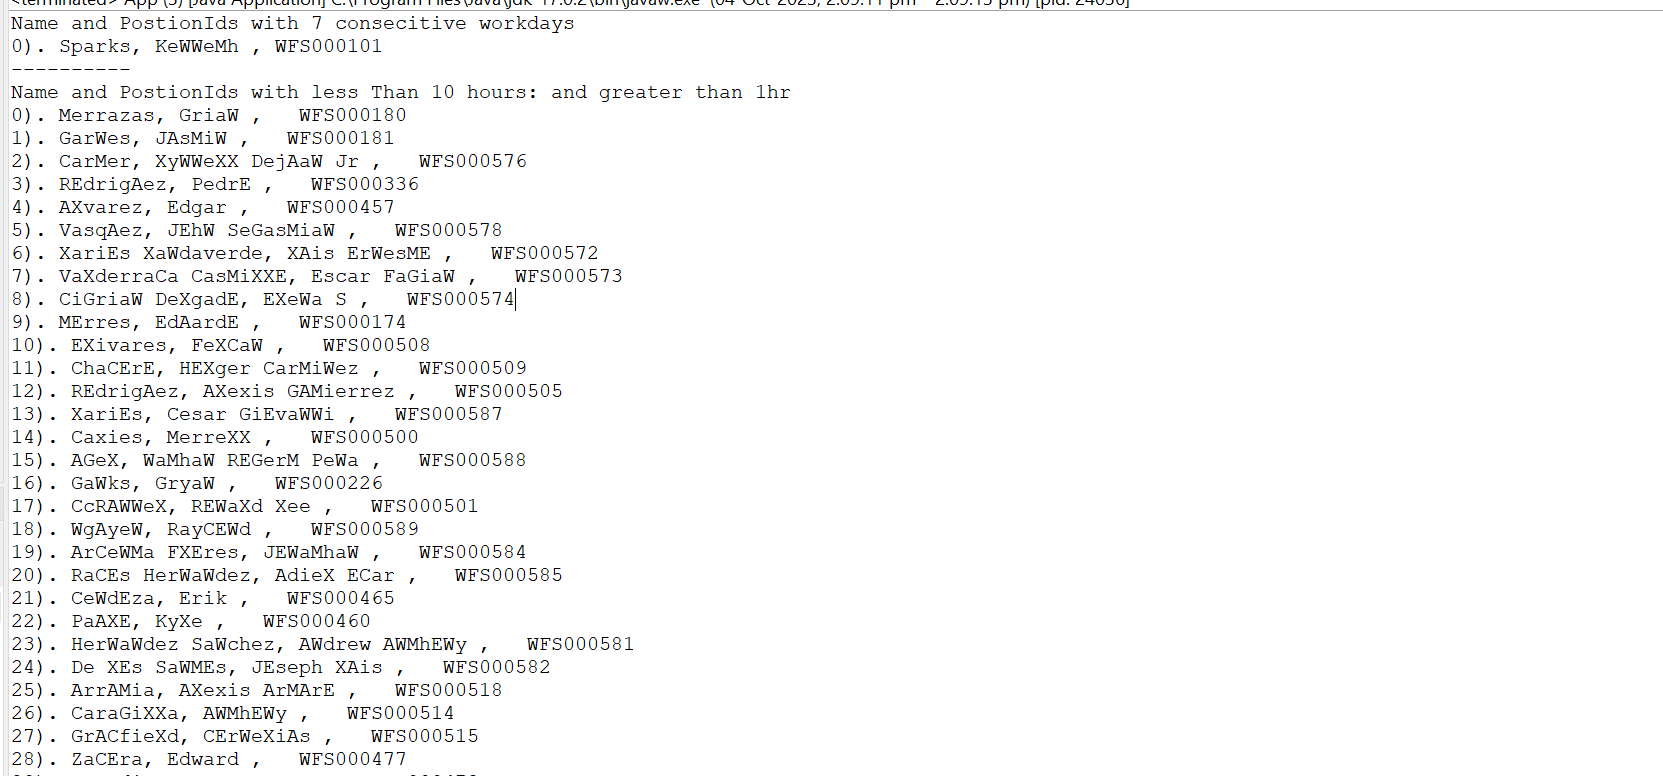 <terminated> App (3) [Java Application] C:\Program Files\Java\jdk-17.0.2\bin\javaw.exe (04-Oct-2023, 2:09:11 pm – 2:09:13 pm) [pid: 24036]
Name and PostionIds with 7 consecitive workdays
0). Sparks, KeWWeMh , WFS000101
----------
Name and PostionIds with less Than 10 hours: and greater than 1hr
0). Merrazas, GriaW ,   WFS000180
1). GarWes, JAsMiW ,   WFS000181
2). CarMer, XyWWeXX DejAaW Jr ,   WFS000576
3). REdrigAez, PedrE ,   WFS000336
4). AXvarez, Edgar ,   WFS000457
5). VasqAez, JEhW SeGasMiaW ,   WFS000578
6). XariEs XaWdaverde, XAis ErWesME ,   WFS000572
7). VaXderraCa CasMiXXE, Escar FaGiaW ,   WFS000573
8). CiGriaW DeXgadE, EXeWa S ,   WFS000574
9). MErres, EdAardE ,   WFS000174
10). EXivares, FeXCaW ,   WFS000508
11). ChaCErE, HEXger CarMiWez ,   WFS000509
12). REdrigAez, AXexis GAMierrez ,   WFS000505
13). XariEs, Cesar GiEvaWWi ,   WFS000587
14). Caxies, MerreXX ,   WFS000500
15). AGeX, WaMhaW REGerM PeWa ,   WFS000588
16). GaWks, GryaW ,   WFS000226
17). CcRAWWeX, REWaXd Xee ,   WFS000501
18). WgAyeW, RayCEWd ,   WFS000589
19). ArCeWMa FXEres, JEWaMhaW ,   WFS000584
20). RaCEs HerWaWdez, AdieX ECar ,   WFS000585
21). CeWdEza, Erik ,   WFS000465
22). PaAXE, KyXe ,   WFS000460
23). HerWaWdez SaWchez, AWdrew AWMhEWy ,   WFS000581
24). De XEs SaWMEs, JEseph XAis ,   WFS000582
25). ArrAMia, AXexis ArMArE ,   WFS000518
26). CaraGiXXa, AWMhEWy ,   WFS000514
27). GrACfieXd, CErWeXiAs ,   WFS000515
28). ZaCEra, Edward ,   WFS000477